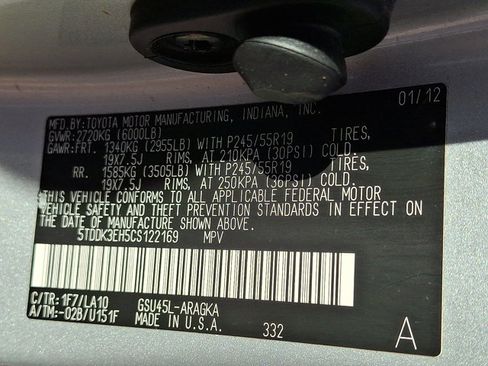 MFD. BY: TOYOTA MOTOR MANUFACTURING, INDIANA, INC. 01/12
GVWR: 2720KG (6000LB)
GAWR: FRT. 1340KG (2955LB) WITH P245/55R19 TIRES,
19X7.5J RIMS, AT 210KPA (30PSI) COLD.
RR. 1585KG (3505LB) WITH P245/55R19 TIRES,
19X7.5J RIMS, AT 250KPA (36PSI) COLD.
THIS VEHICLE CONFORMS TO ALL APPLICABLE FEDERAL MOTOR
VEHICLE SAFETY AND THEFT PREVENTION STANDARDS IN EFFECT ON
THE DATE OF MANUFACTURE SHOWN ABOVE.
5TDDK3EH5CS122169 MPV
C/TR: 1F7/LA10 GSU45L-ARAGKA
A/TM: -02B/U151F MADE IN U.S.A. 332 A